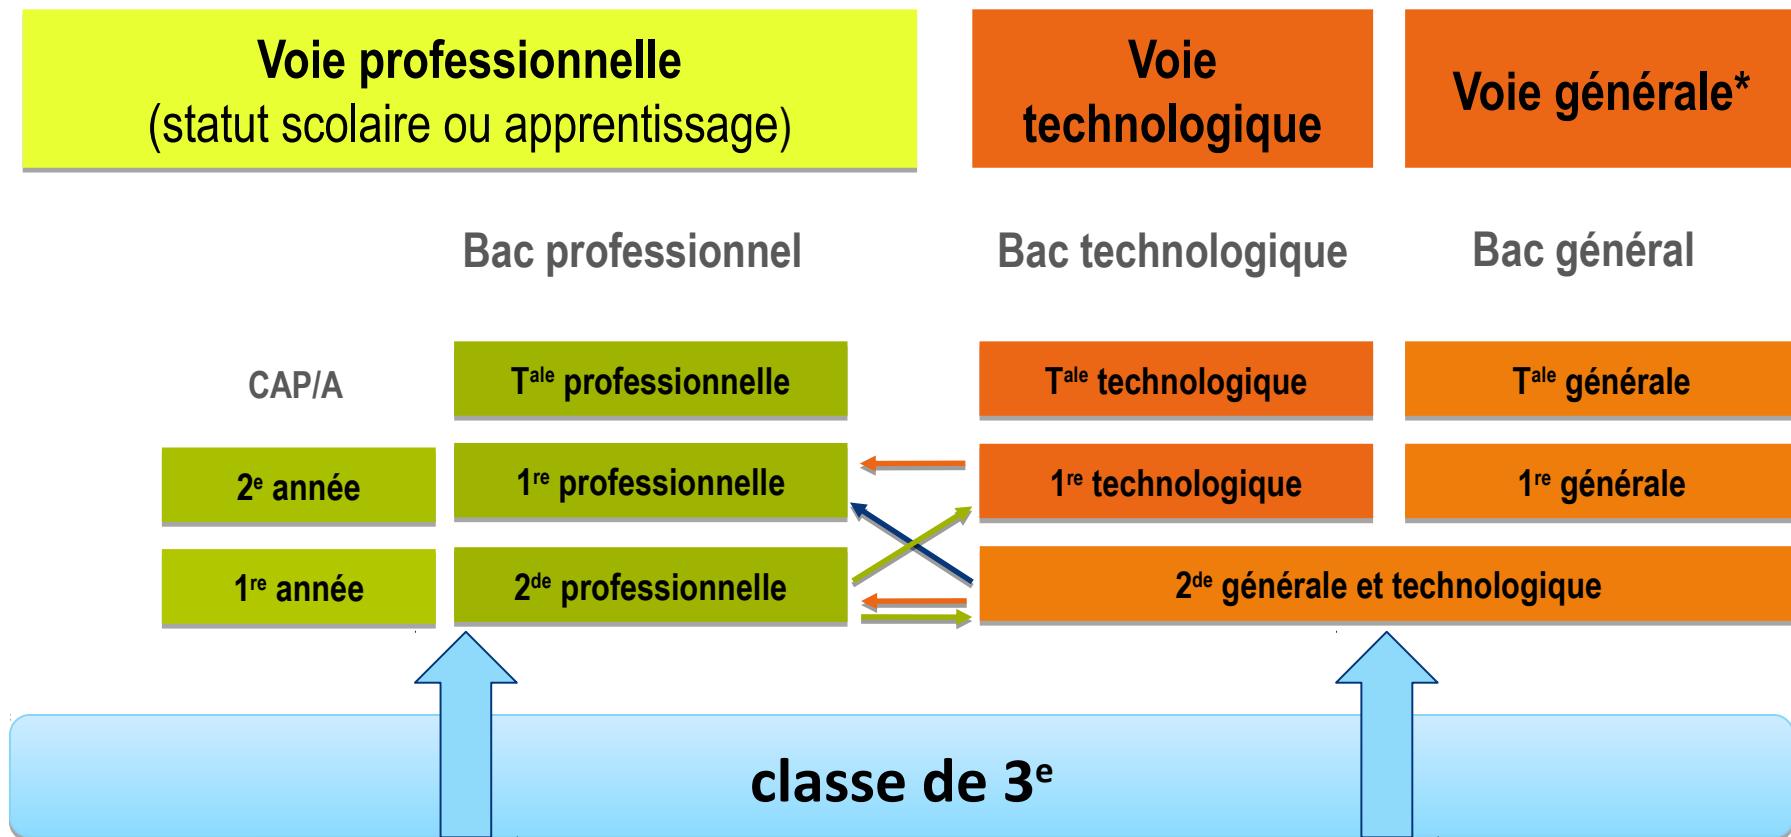 Voie professionnelle
(statut scolaire ou apprentissage)
Voie
technologique
Voie générale*
Bac professionnel
Bac technologique
Bac général
CAP/A
Tale professionnelle
Tale technologique
Tale générale
2e année
1re professionnelle
1re technologique
1re générale
1re année
2de professionnelle
2de générale et technologique
classe de 3e